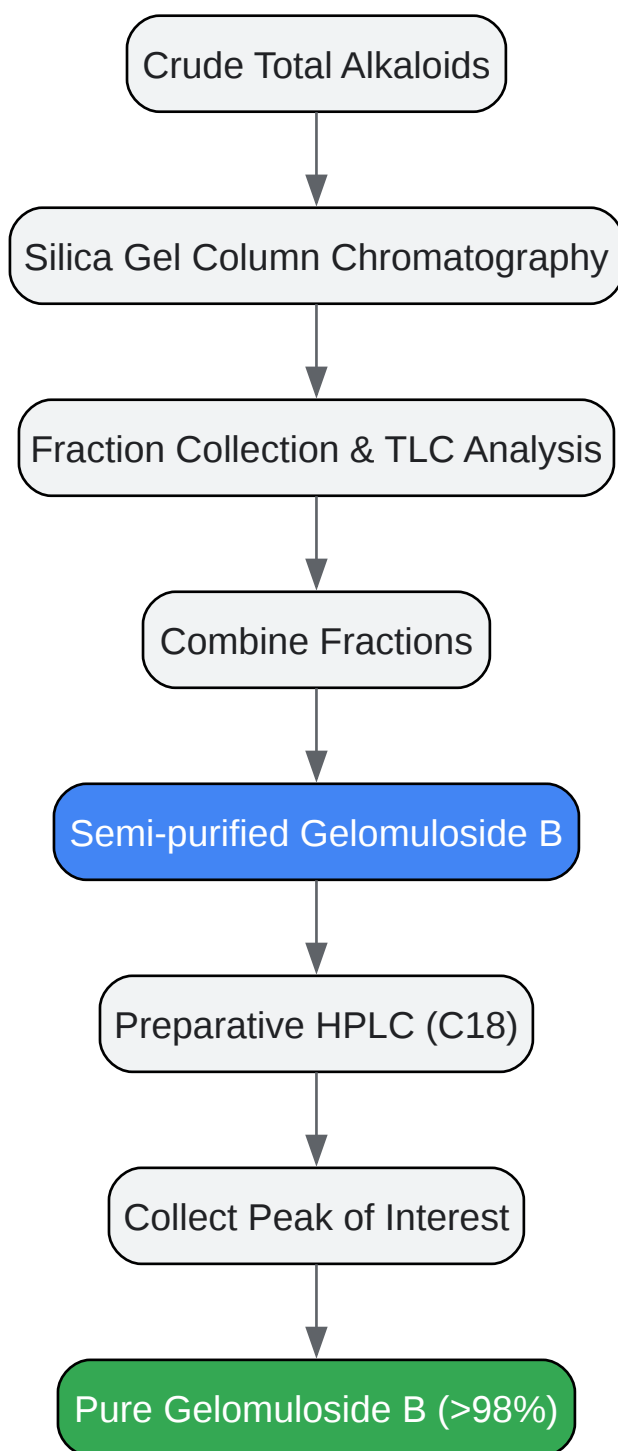 Crude Total Alkaloids
Silica Gel Column Chromatography
Fraction Collection & TLC Analysis
Combine Fractions
Semi-purified Gelomuloside B
Preparative HPLC (C18)
Collect Peak of Interest
Pure Gelomuloside B (>98%)